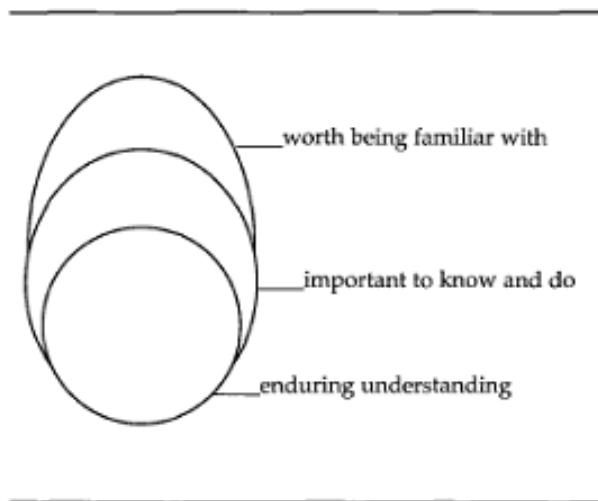 worth being familiar with
important to know and do
enduring understanding